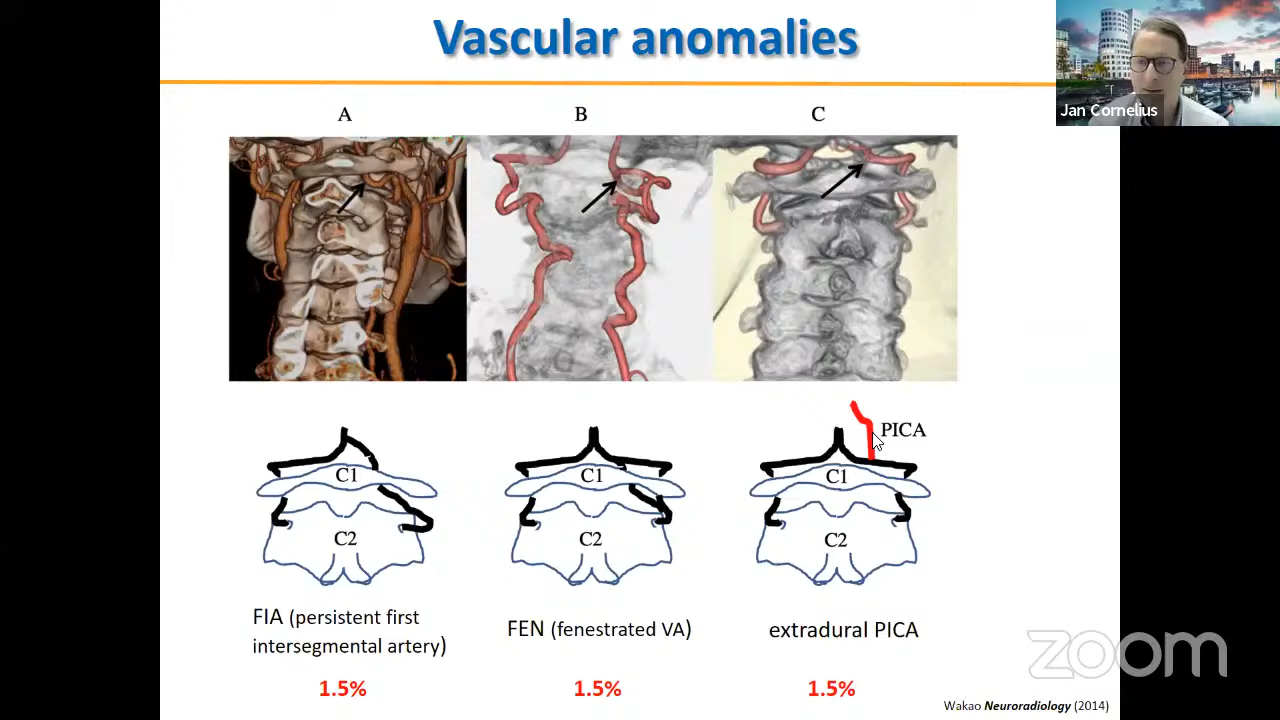 Vascular anomalies
Jan Cornelius
A
B
C
PICA
C1
C1
C1
C2
C2
C2
FIA (persistent first
intersegmental artery)
FEN (fenestrated VA)
extradural PICA
1.5%
1.5%
1.5%
zoom
Wakao Neuroradiology (2014)